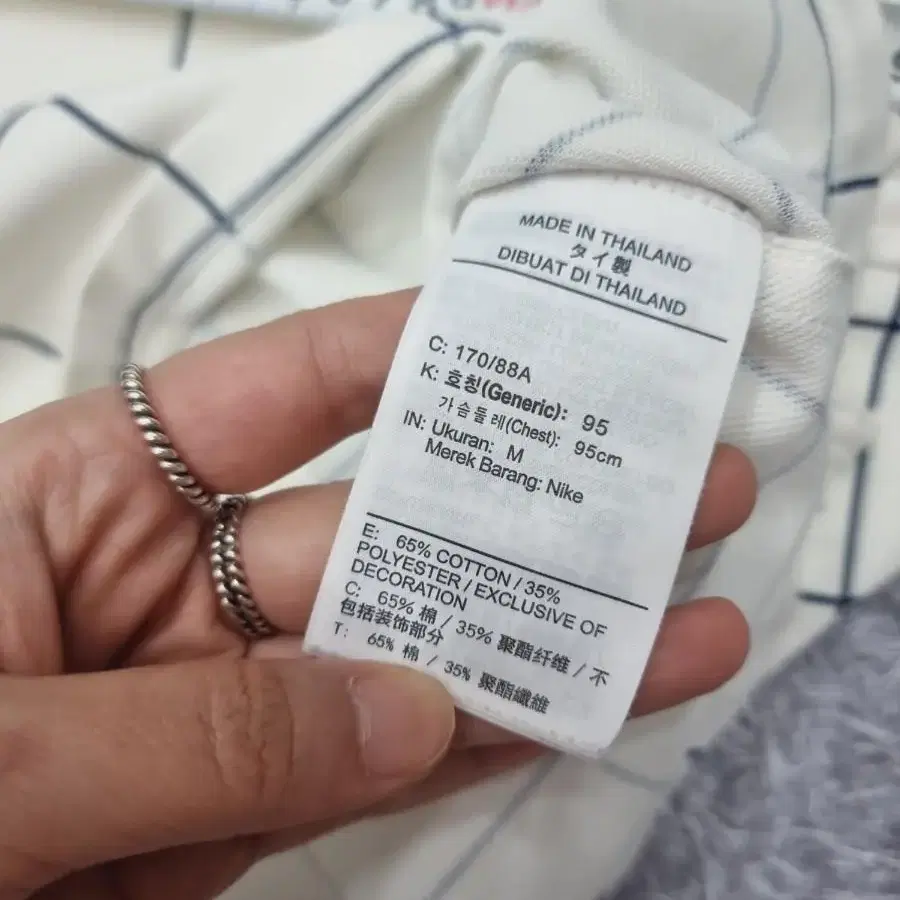 MADE IN THAILAND
タイ製
DIBUAT DI THAILAND
C: 170/88A
K: 호칭(Generic): 95
가슴둘레(Chest): 95cm
IN: Ukuran: M
Merek Barang: Nike
E: 65% COTTON / 35%
POLYESTER / EXCLUSIVE OF
DECORATION
C: 65% 棉 / 35% 聚酯纤维 / 不
包括装饰部分
T: 65% 棉 / 35% 聚酯纖維